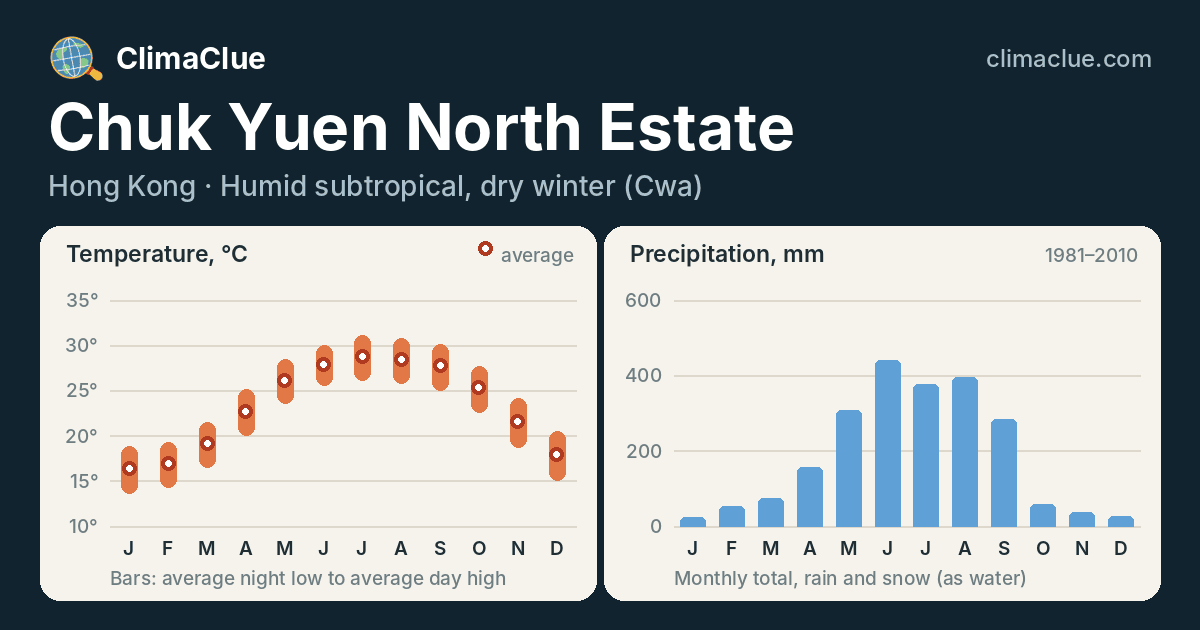 ClimaClue
climaclue.com
Chuk Yuen North Estate
Hong Kong · Humid subtropical, dry winter (Cwa)
Temperature, °C
average
35°
30°
25°
20°
15°
10°
J F M A M J J A S O N D
Bars: average night low to average day high
Precipitation, mm
1981–2010
600
400
200
0
J F M A M J J A S O N D
Monthly total, rain and snow (as water)